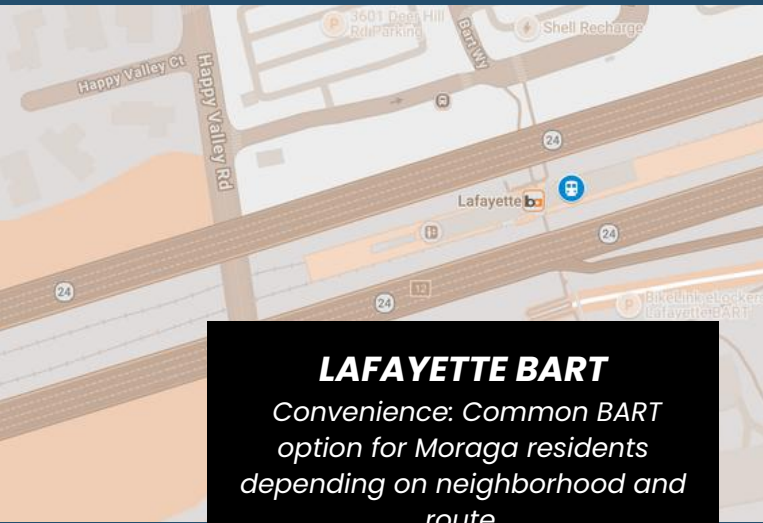 3601 Deer Hill
Rd Parking
Shell Recharge
Bart Wy
Happy Valley Ct
Happy Valley Rd
24
Lafayette ba
24
24
12
24
BikeLink eLockers
Lafayette BART
LAFAYETTE BART
Convenience: Common BART
option for Moraga residents
depending on neighborhood and
route